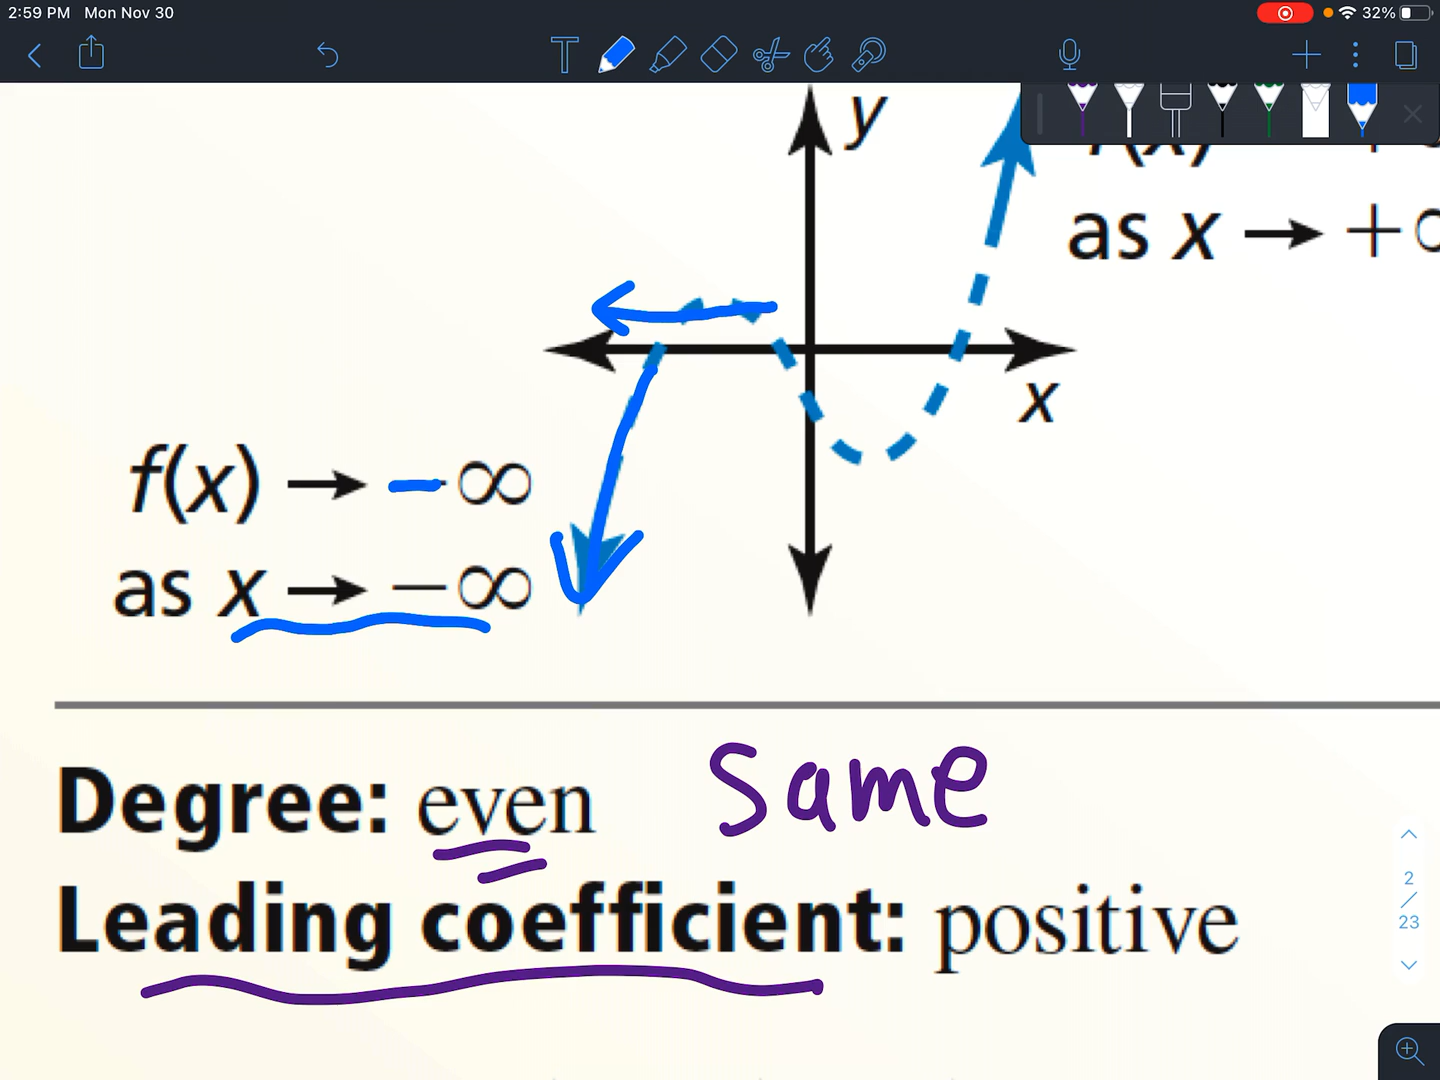 2:59 PM Mon Nov 30
32%
T
y
as x → +
x
f(x) → -∞
as x → -∞
Degree: even Same
Leading coefficient: positive
2
/
23